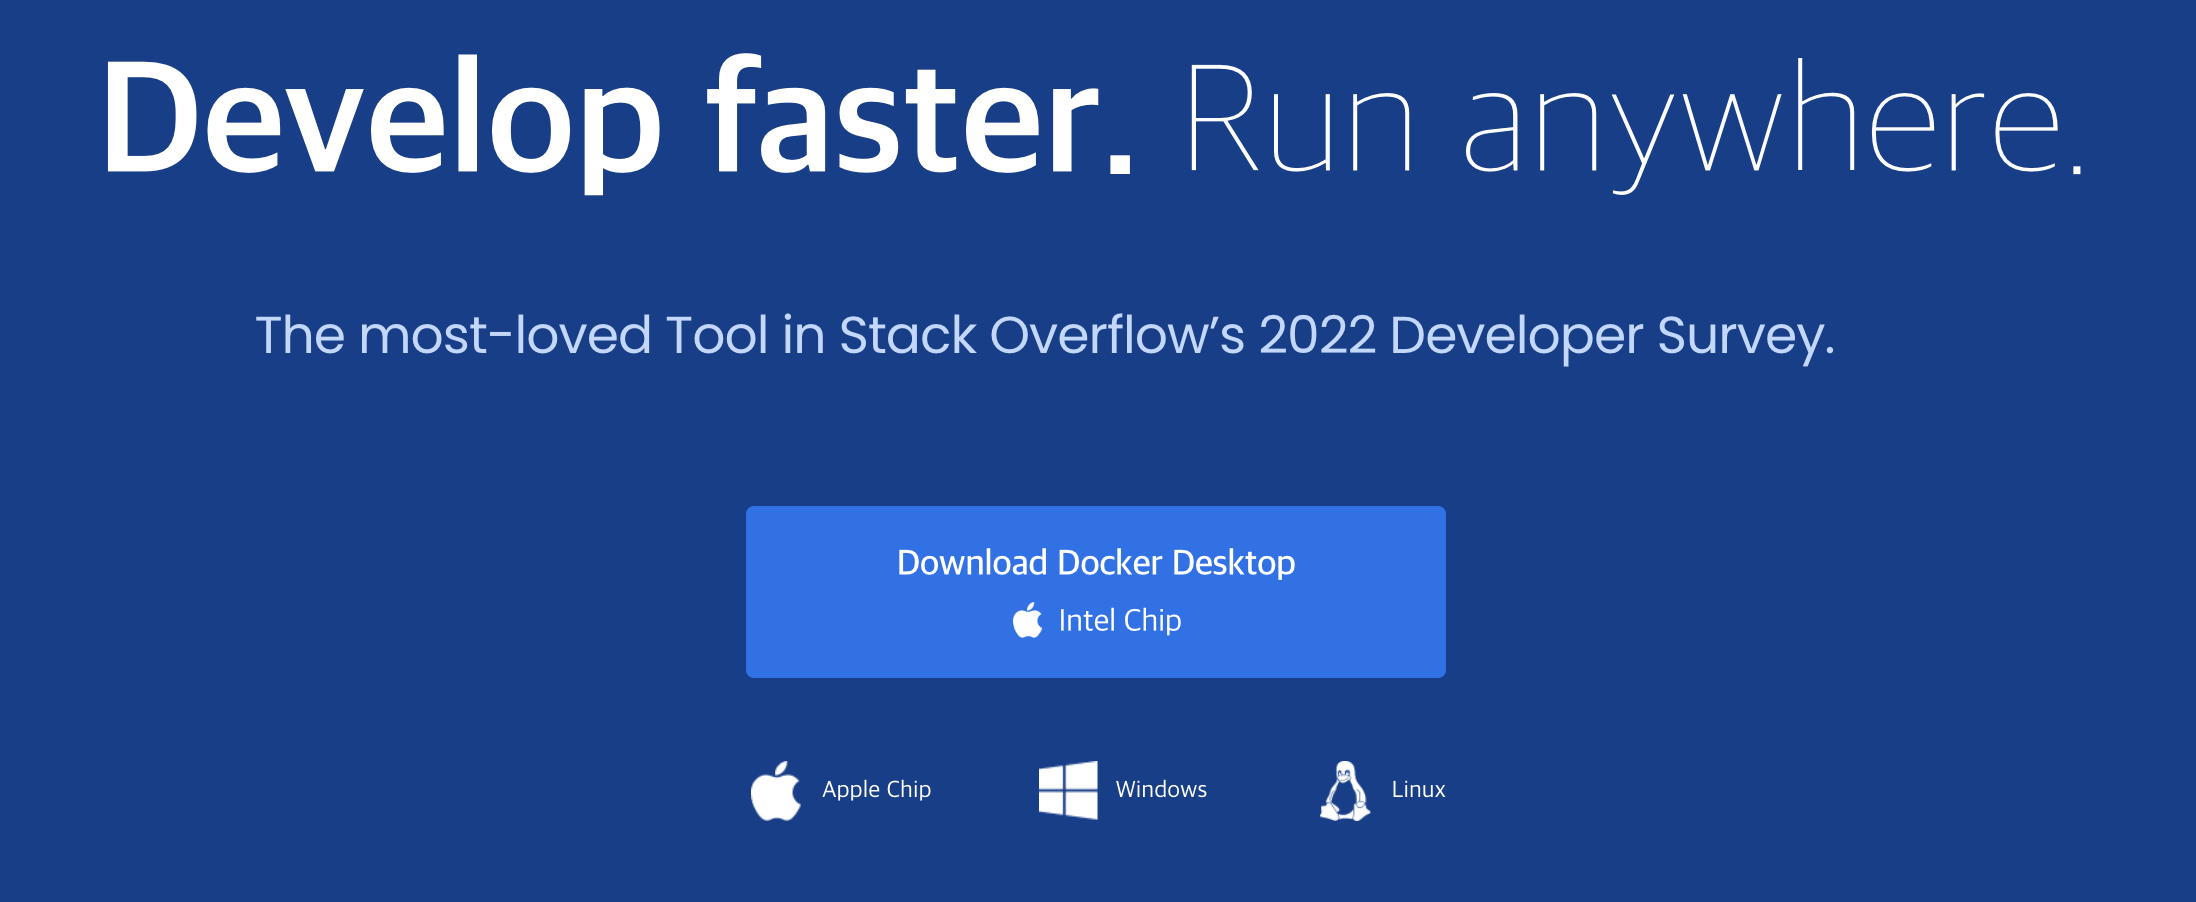 Develop faster. Run anywhere.
The most-loved Tool in Stack Overflow’s 2022 Developer Survey.
Download Docker Desktop
Intel Chip
Apple Chip
Windows
Linux